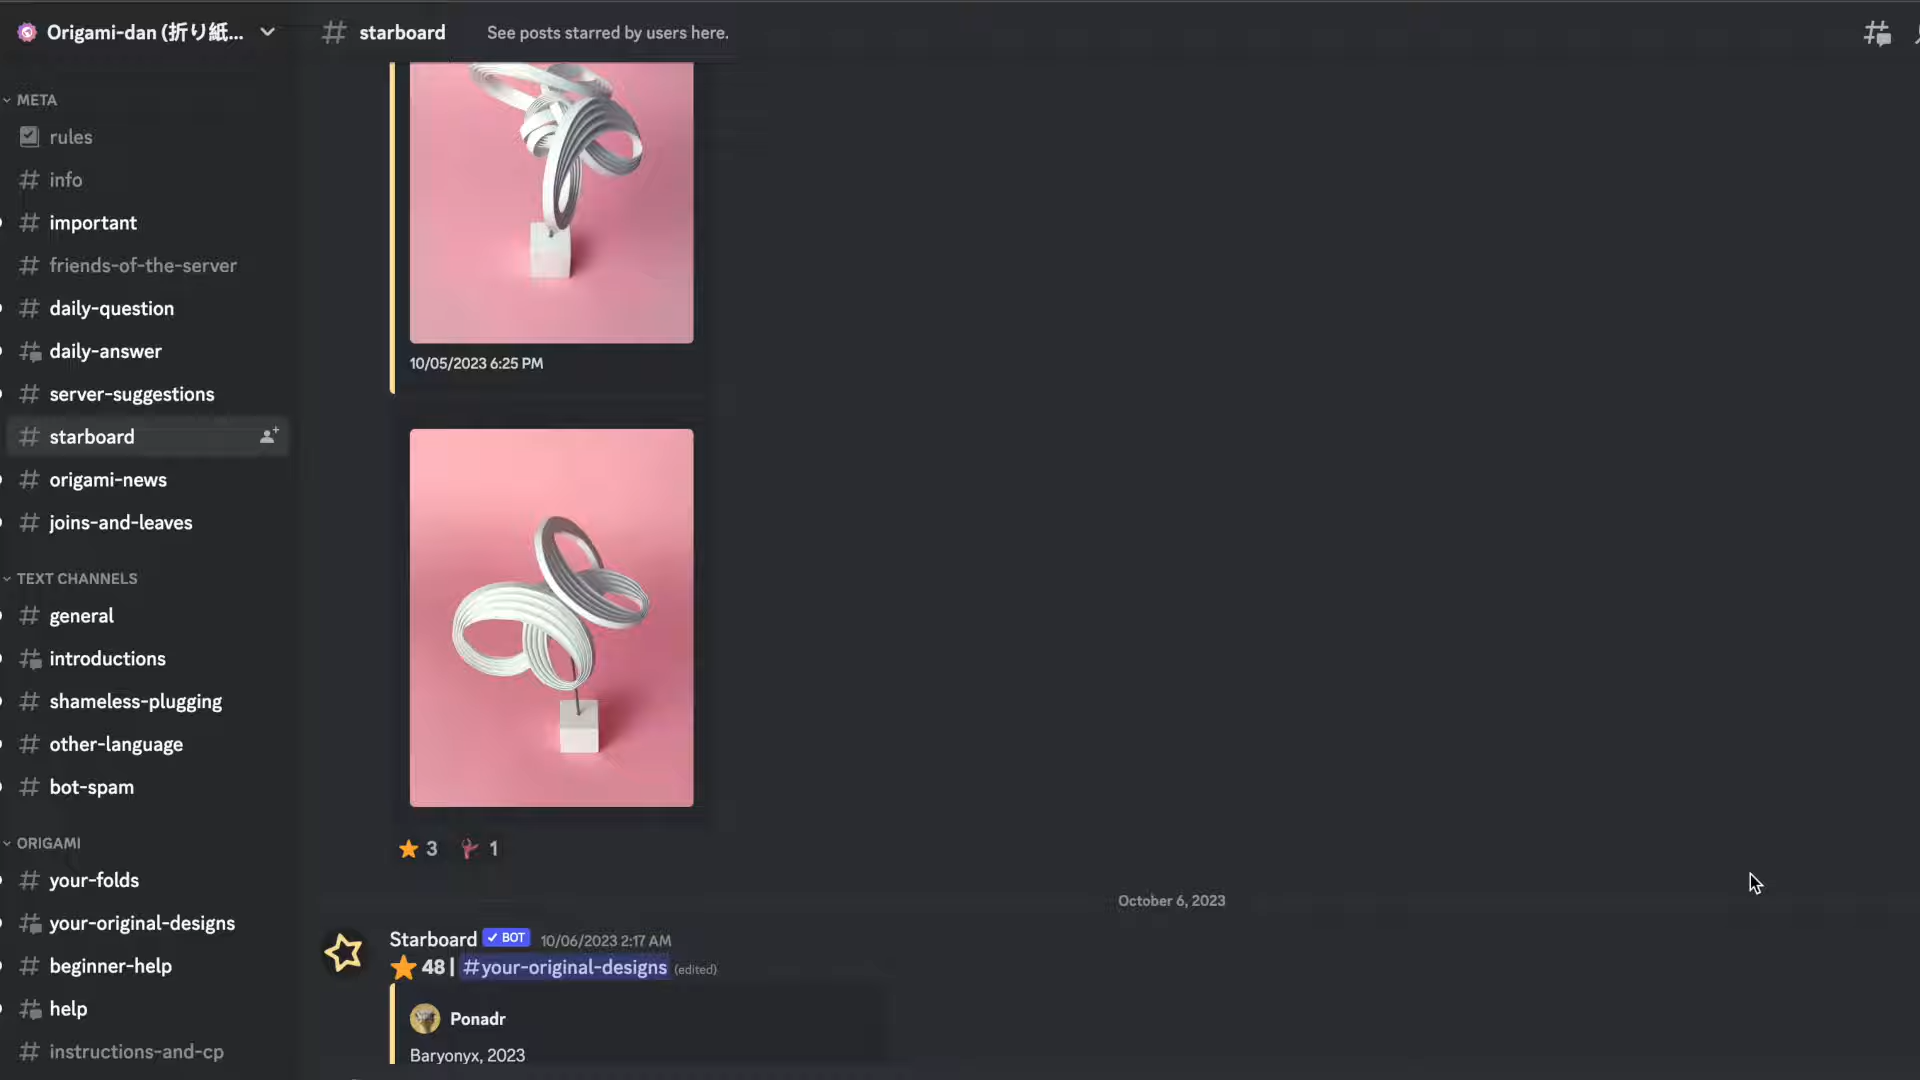 Origami-dan (折り紙...
META
rules
info
important
friends-of-the-server
daily-question
daily-answer
server-suggestions
starboard
origami-news
joins-and-leaves
TEXT CHANNELS
general
introductions
shameless-plugging
other-language
bot-spam
ORIGAMI
your-folds
your-original-designs
beginner-help
help
instructions-and-cp
starboard See posts starred by users here.
10/05/2023 6:25 PM
3 1
October 6, 2023
Starboard BOT 10/06/2023 2:17 AM
48 | #your-original-designs (edited)
Ponadr
Baryonyx, 2023